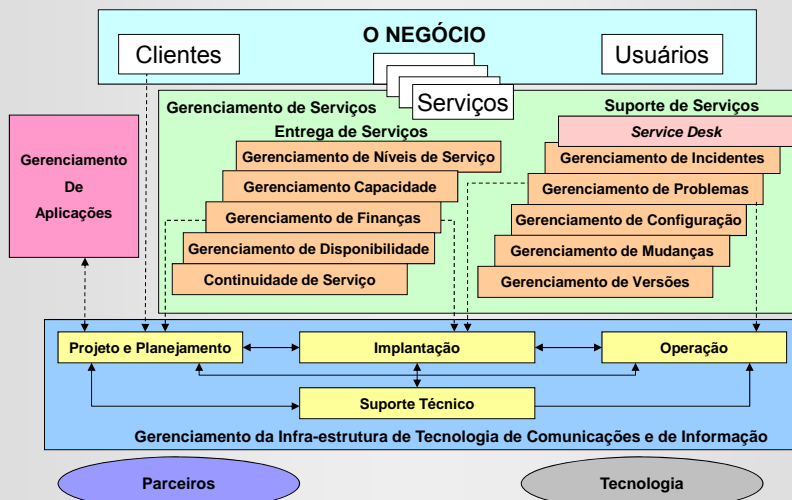 O NEGÓCIO
Clientes
Usuários
Serviços
Gerenciamento de Serviços
Suporte de Serviços
Entrega de Serviços
Service Desk
Gerenciamento
De
Aplicações
Gerenciamento de Níveis de Serviço
Gerenciamento Capacidade
Gerenciamento de Finanças
Gerenciamento de Disponibilidade
Continuidade de Serviço
Gerenciamento de Incidentes
Gerenciamento de Problemas
Gerenciamento de Configuração
Gerenciamento de Mudanças
Gerenciamento de Versões
Projeto e Planejamento
Implantação
Operação
Suporte Técnico
Gerenciamento da Infra-estrutura de Tecnologia de Comunicações e de Informação
Parceiros
Tecnologia